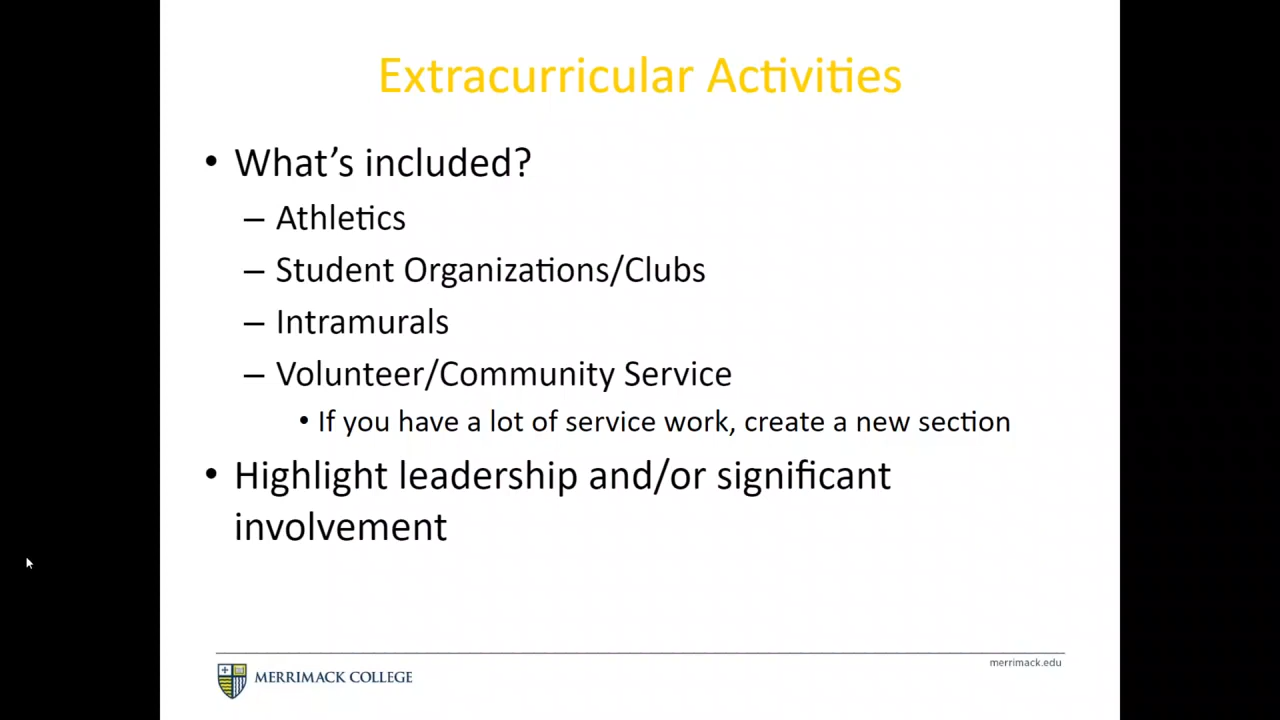 Extracurricular Activities
• What’s included?
– Athletics
– Student Organizations/Clubs
– Intramurals
– Volunteer/Community Service
• If you have a lot of service work, create a new section
• Highlight leadership and/or significant
involvement
merrimack.edu
MERRIMACK COLLEGE